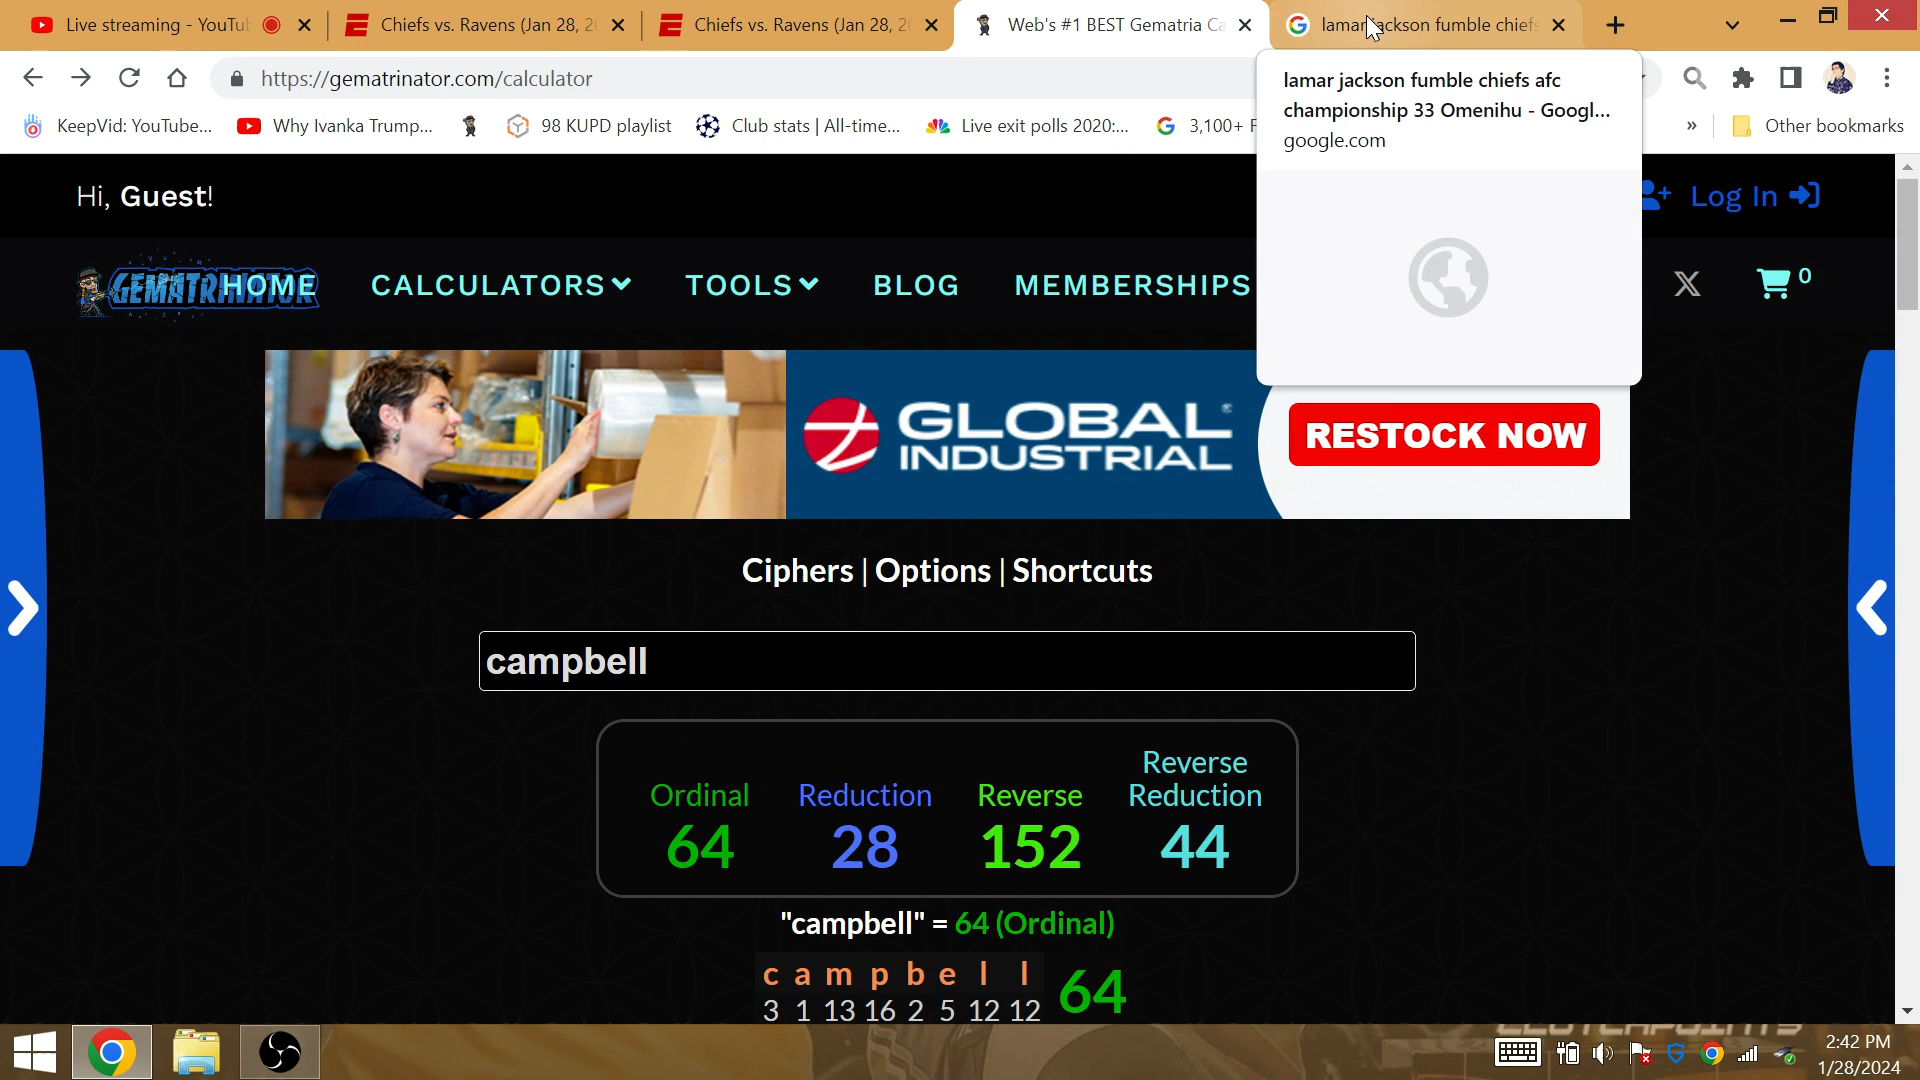 Live streaming - YouTub
Chiefs vs. Ravens (Jan 28, 20
Chiefs vs. Ravens (Jan 28, 20
Web's #1 BEST Gematria Ca
lamar jackson fumble chiefs
https://gematrinator.com/calculator
lamar jackson fumble chiefs afc
championship 33 Omenihu - Googl...
google.com
KeepVid: YouTube...
Why Ivanka Trump...
98 KUPD playlist
Club stats | All-time...
Live exit polls 2020:...
3,100+ F
» Other bookmarks
Hi, Guest!
Log In
GEMATRINATOR
HOME CALCULATORS TOOLS BLOG MEMBERSHIPS
0
GLOBAL
INDUSTRIAL
RESTOCK NOW
Ciphers | Options | Shortcuts
campbell
Ordinal Reduction Reverse Reverse Reduction
64 28 152 44
"campbell" = 64 (Ordinal)
c a m p b e l l 64
3 1 13 16 2 5 12 12
CLUTCHPOINTS
2:42 PM
1/28/2024